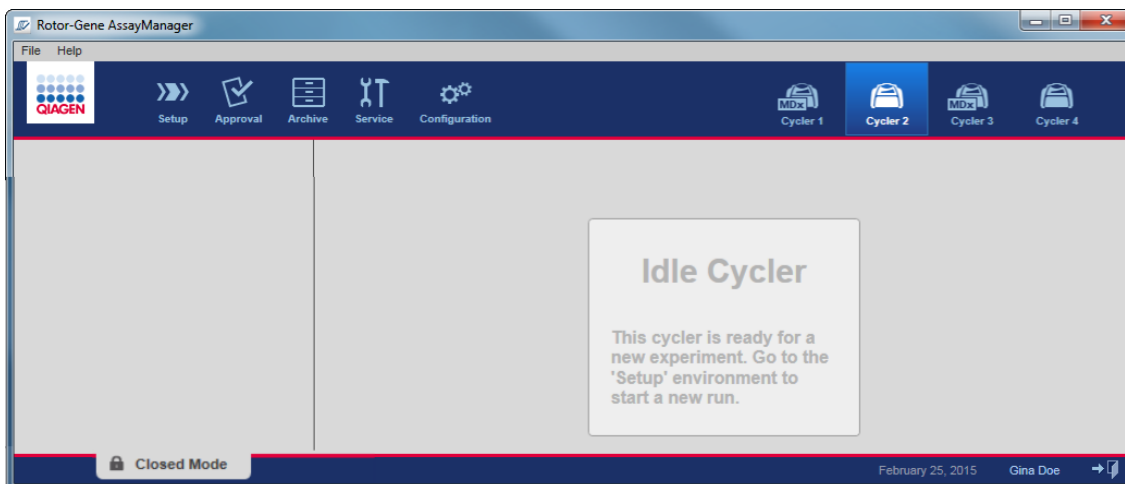 Rotor-Gene AssayManager
File Help
QIAGEN
Setup Approval Archive Service Configuration
MDx Cycler 1 Cycler 2 MDx Cycler 3 Cycler 4
Idle Cycler
This cycler is ready for a
new experiment. Go to the
'Setup' environment to
start a new run.
Closed Mode
February 25, 2015 Gina Doe